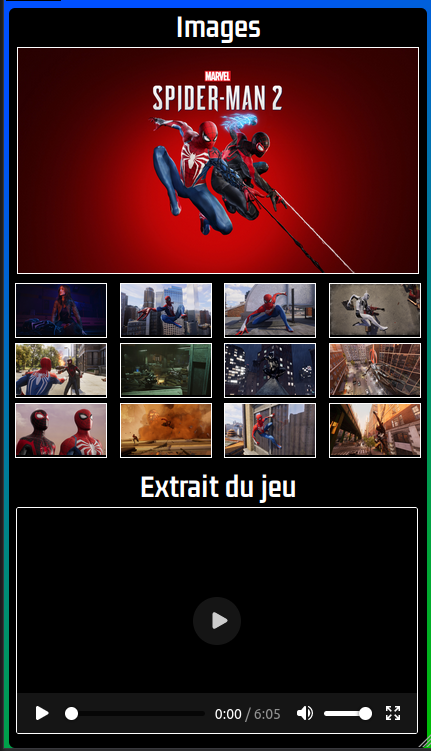 Images
MARVEL
SPIDER-MAN 2
Extrait du jeu
0:00 / 6:05